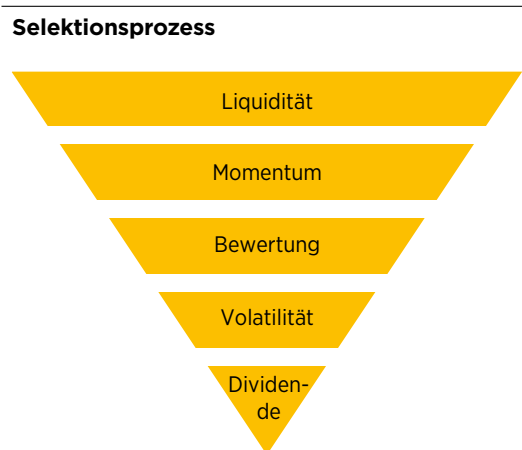 Selektionsprozess
Liquidität
Momentum
Bewertung
Volatilität
Dividen-
de